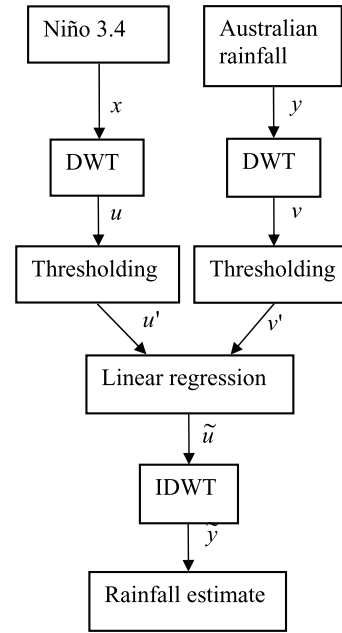 Niño 3.4
Australian
rainfall
x
y
DWT
DWT
u
v
Thresholding
Thresholding
u'
v'
Linear regression
ũ
IDWT
ỹ
Rainfall estimate